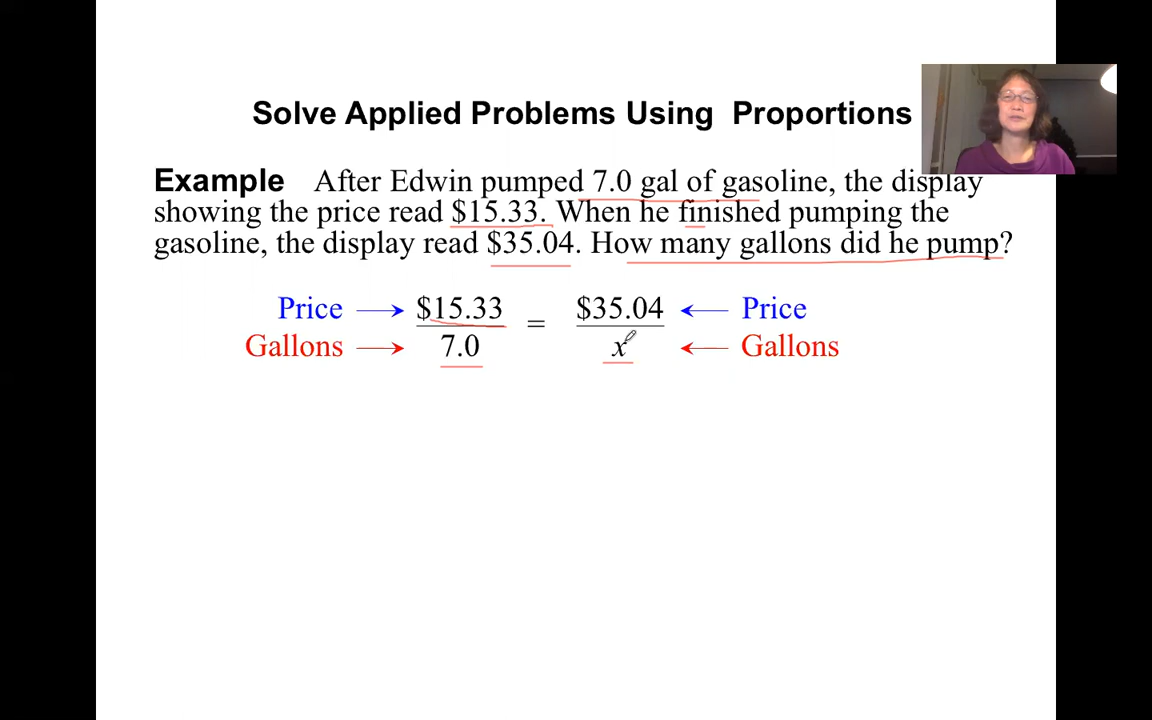 Solve Applied Problems Using Proportions
Example After Edwin pumped 7.0 gal of gasoline, the display
showing the price read $15.33. When he finished pumping the
gasoline, the display read $35.04. How many gallons did he pump?
Price → $15.33 = $35.04 ← Price
Gallons → 7.0 x ← Gallons